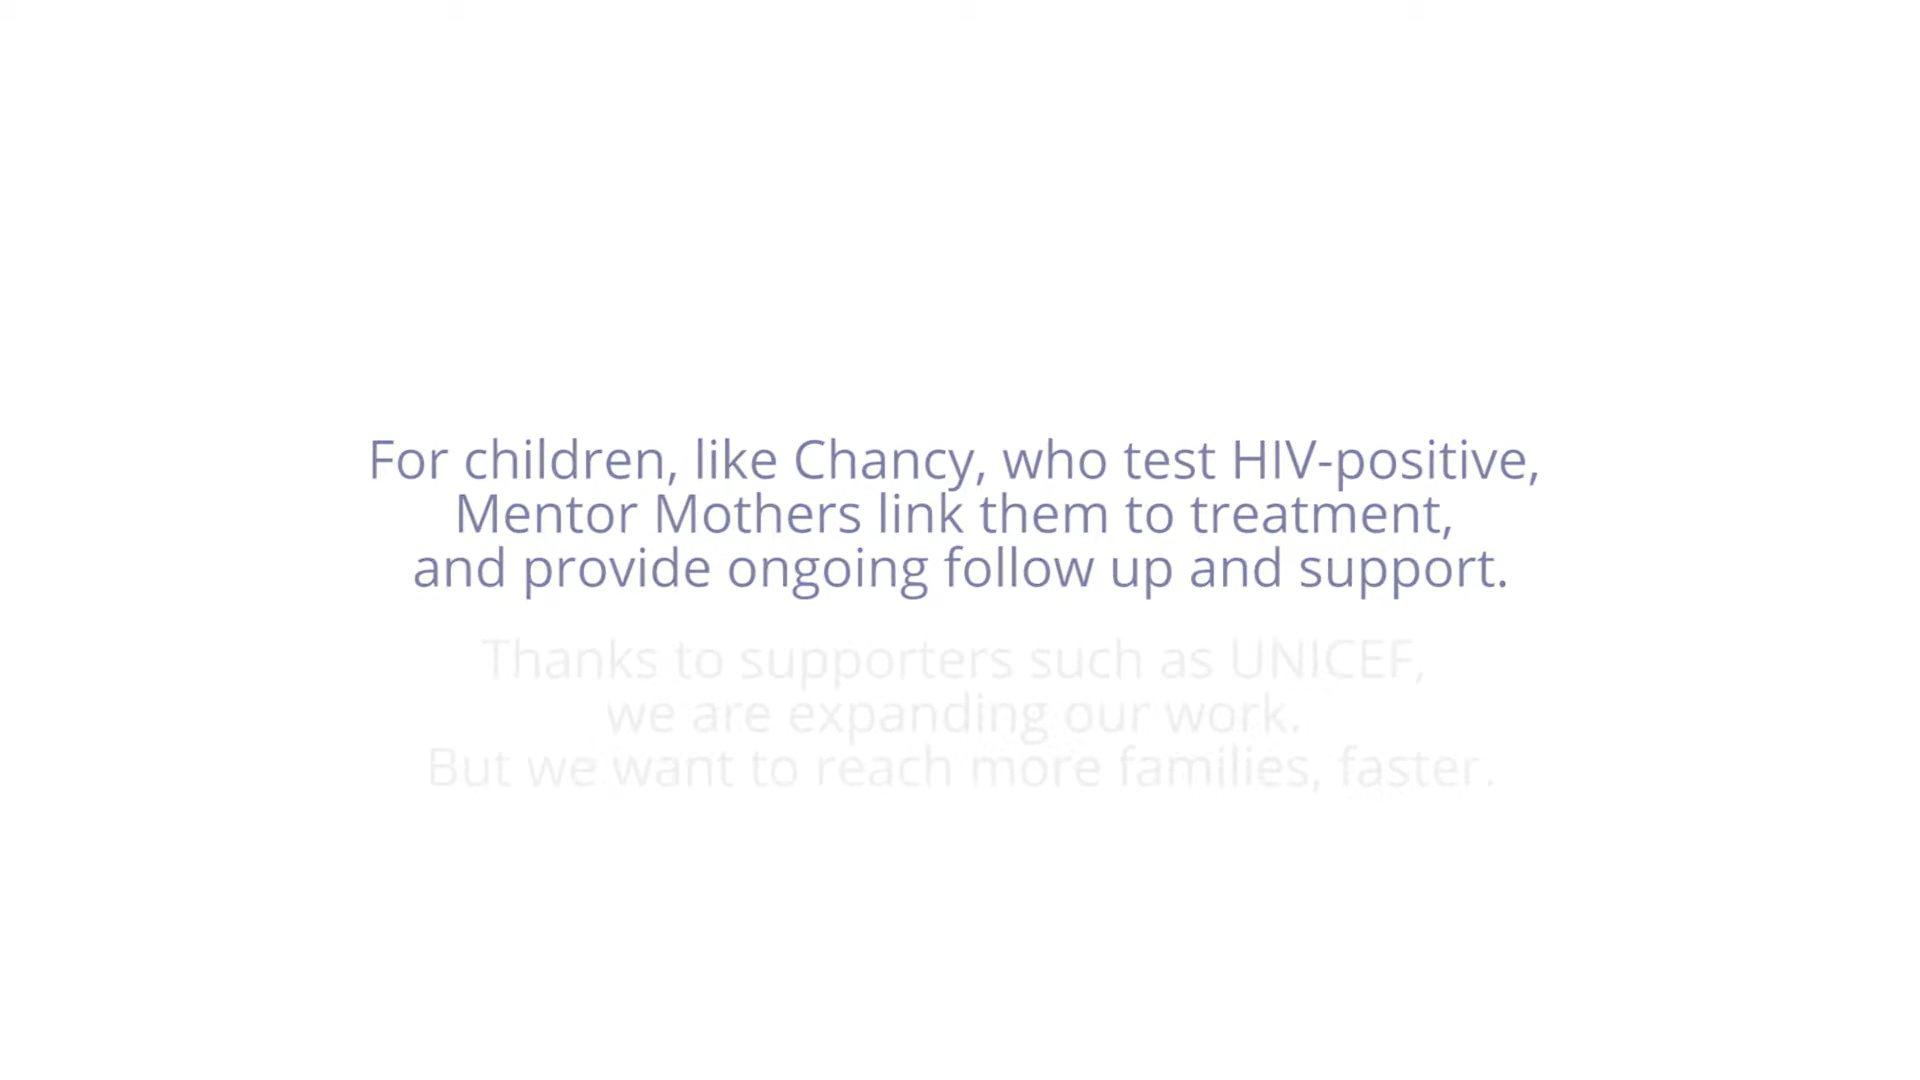 For children, like Chancy, who test HIV-positive,
Mentor Mothers link them to treatment,
and provide ongoing follow up and support.
Thanks to supporters such as UNICEF,
we are expanding our work.
But we want to reach more families, faster.